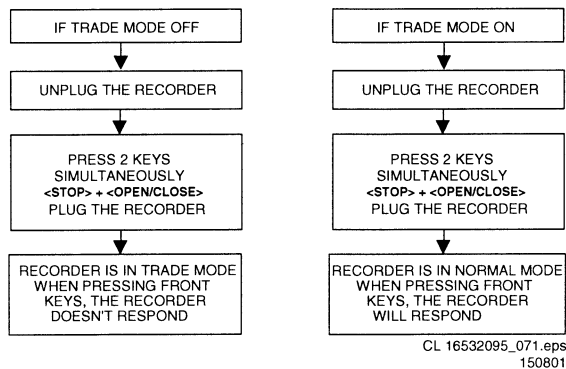 IF TRADE MODE OFF
UNPLUG THE RECORDER
PRESS 2 KEYS
SIMULTANEOUSLY
<STOP> + <OPEN/CLOSE>
PLUG THE RECORDER
RECORDER IS IN TRADE MODE
WHEN PRESSING FRONT
KEYS, THE RECORDER
DOESN'T RESPOND
IF TRADE MODE ON
UNPLUG THE RECORDER
PRESS 2 KEYS
SIMULTANEOUSLY
<STOP> + <OPEN/CLOSE>
PLUG THE RECORDER
RECORDER IS IN NORMAL MODE
WHEN PRESSING FRONT
KEYS, THE RECORDER
WILL RESPOND
CL 16532095_071.eps
150801